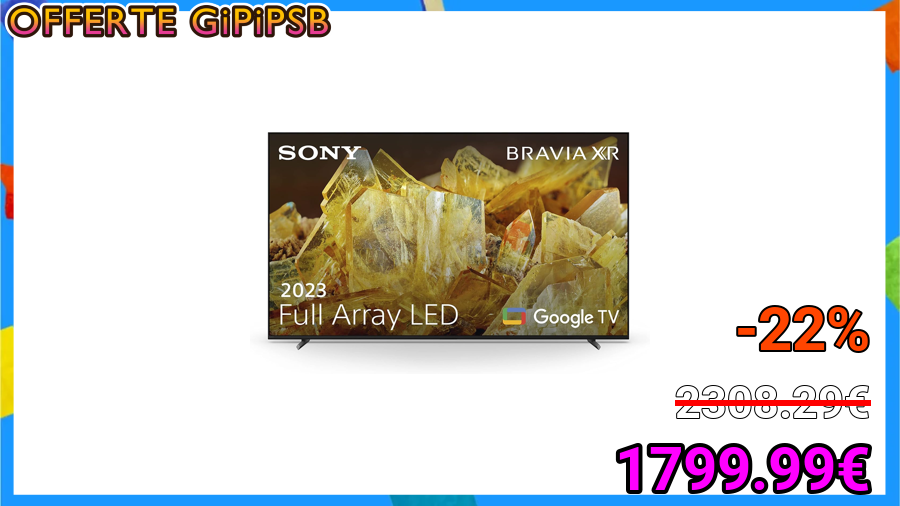 OFFERTE GiPiPSB
SONY
BRAVIA XR
2023
Full Array LED
Google TV
-22%
2308.29€
1799.99€